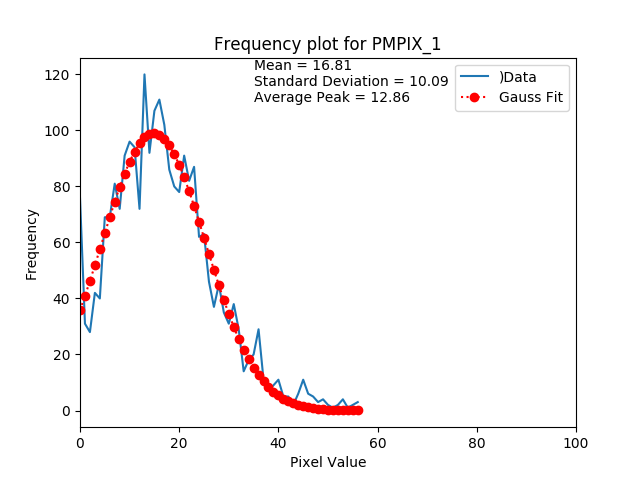 Frequency plot for PMPIX_1
Mean = 16.81
Standard Deviation = 10.09
Average Peak = 12.86
)Data
Gauss Fit
Frequency
120
100
80
60
40
20
0
0 20 40 60 80 100
Pixel Value